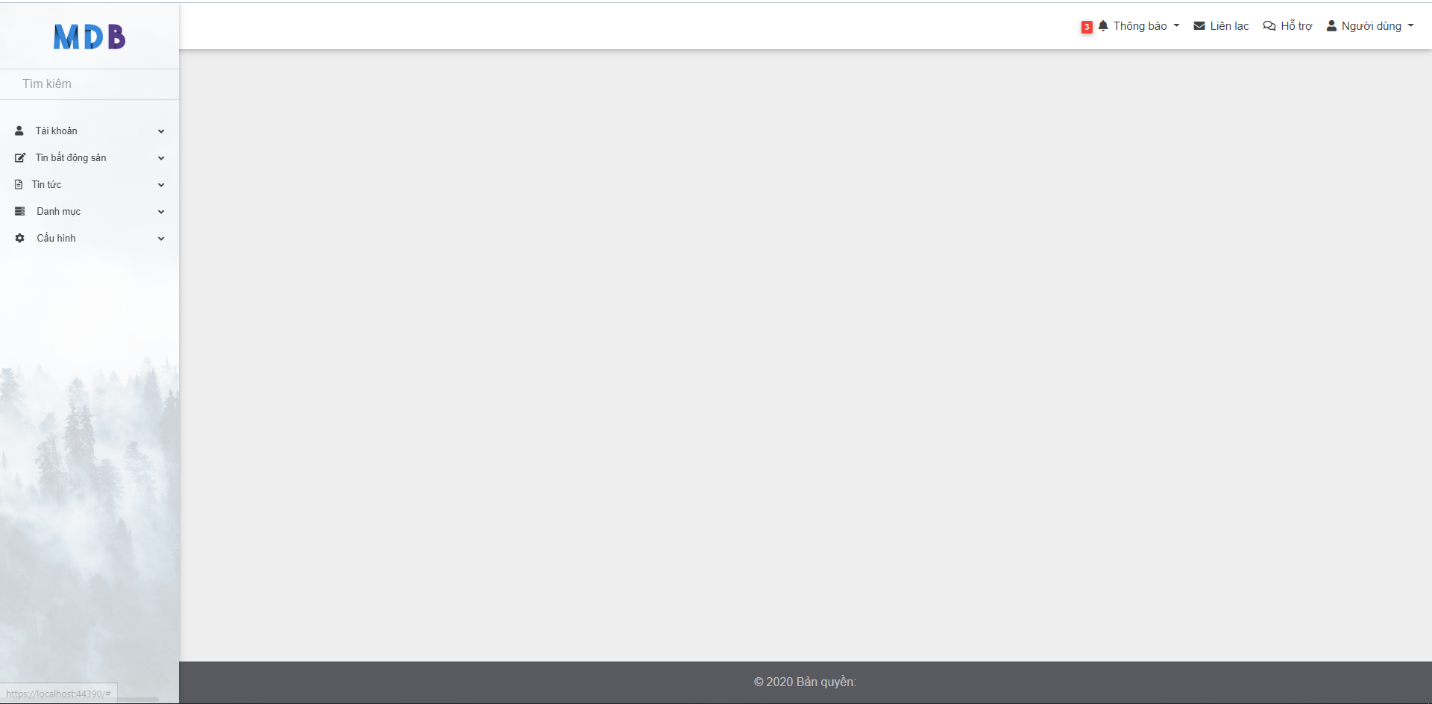 MDB
3 Thông báo Liên lạc Hỗ trợ Người dùng
Tìm kiếm
Tài khoản
Tin bất động sản
Tin tức
Danh mục
Cấu hình
https://localhost:44390/#
© 2020 Bản quyền: